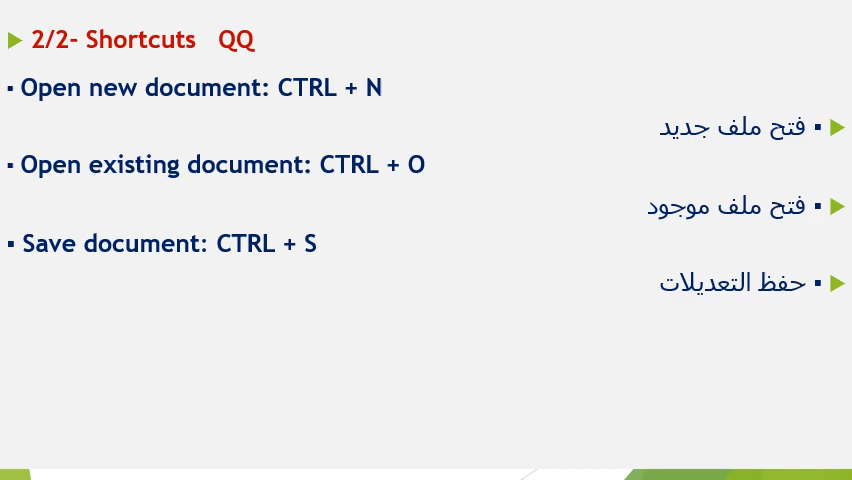 2/2- Shortcuts QQ
▪ Open new document: CTRL + N
▪ فتح ملف جديد
▪ Open existing document: CTRL + O
▪ فتح ملف موجود
▪ Save document: CTRL + S
▪ حفظ التعديلات